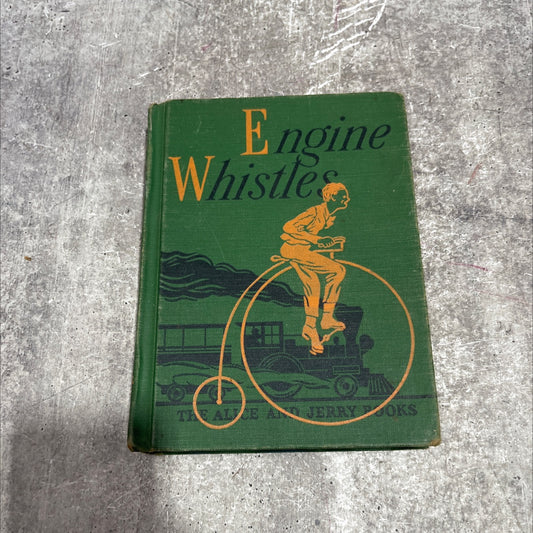 Engine
Whistles
THE ALICE AND JERRY BOOKS